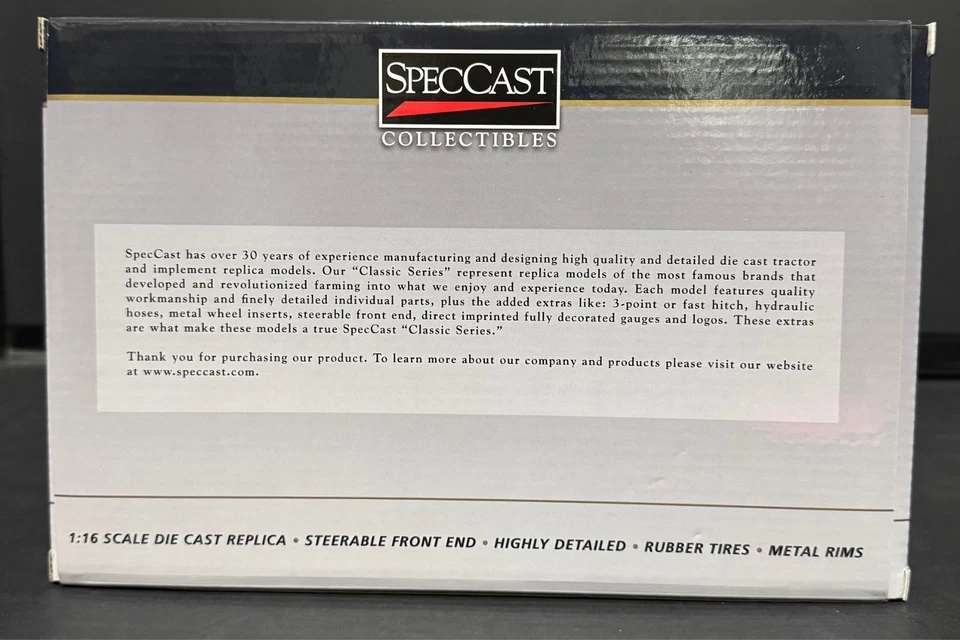 SPECCAST
COLLECTIBLES
SpecCast has over 30 years of experience manufacturing and designing high quality and detailed die cast tractor
and implement replica models. Our “Classic Series” represent replica models of the most famous brands that
developed and revolutionized farming into what we enjoy and experience today. Each model features quality
workmanship and finely detailed individual parts, plus the added extras like: 3-point or fast hitch, hydraulic
hoses, metal wheel inserts, steerable front end, direct imprinted fully decorated gauges and logos. These extras
are what make these models a true SpecCast “Classic Series.”
Thank you for purchasing our product. To learn more about our company and products please visit our website
at www.speccast.com.
1:16 SCALE DIE CAST REPLICA • STEERABLE FRONT END • HIGHLY DETAILED • RUBBER TIRES • METAL RIMS